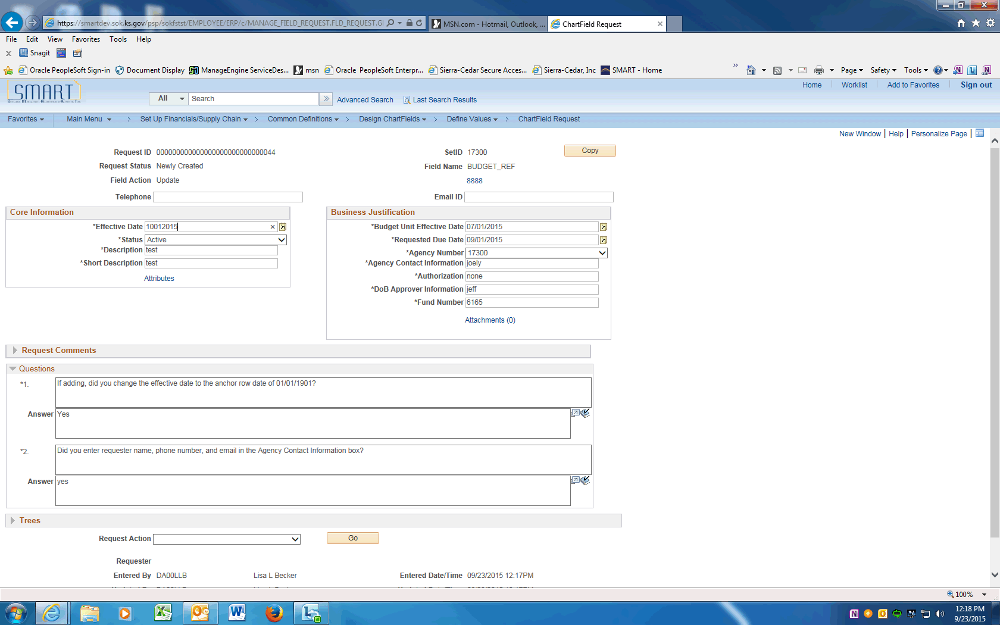 https://smartdev.sok.ks.gov/psp/sokfstst/EMPLOYEE/ERP/c/MANAGE_FIELD_REQUEST.FLD_REQUEST.G
MSN.com - Hotmail, Outlook, ...
ChartField Request
File Edit View Favorites Tools Help
x Snagit
Oracle PeopleSoft Sign-in Document Display ManageEngine ServiceDes... msn Oracle PeopleSoft Enterpr... Sierra-Cedar Secure Acces... Sierra-Cedar, Inc SMART - Home
Page Safety Tools
SMART
All Search Advanced Search Last Search Results
Home Worklist Add to Favorites Sign out
Favorites Main Menu > Set Up Financials/Supply Chain > Common Definitions > Design ChartFields > Define Values > ChartField Request
New Window | Help | Personalize Page |
Request ID 000000000000000000000000000044 SetID 17300 Copy
Request Status Newly Created Field Name BUDGET_REF
Field Action Update 8888
Telephone Email ID
Core Information
*Effective Date 10012015 × 31
*Status Active
*Description test
*Short Description test
Attributes
Business Justification
*Budget Unit Effective Date 07/01/2015 31
*Requested Due Date 09/01/2015 31
*Agency Number 17300
*Agency Contact Information joely
*Authorization none
*DoB Approver Information jeff
*Fund Number 6165
Attachments (0)
Request Comments
Questions
*1. If adding, did you change the effective date to the anchor row date of 01/01/1901?
Answer Yes
*2. Did you enter requester name, phone number, and email in the Agency Contact Information box?
Answer yes
Trees
Request Action Go
Requester
Entered By DA00LLB Lisa L Becker Entered Date/Time 09/23/2015 12:17PM
100%
12:18 PM
9/23/2015